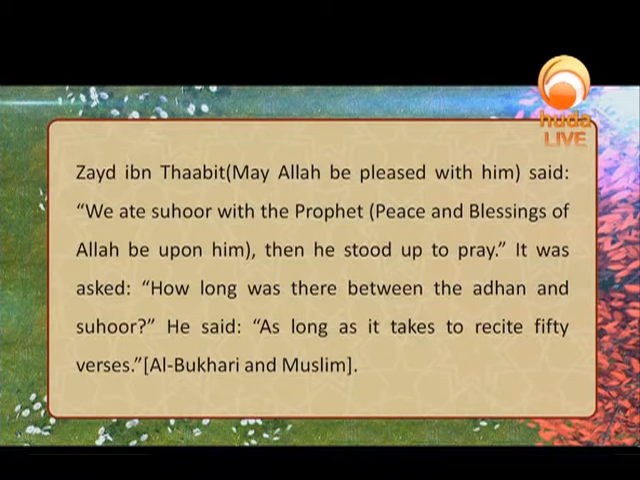 huda
LIVE
Zayd ibn Thaabit(May Allah be pleased with him) said:
“We ate suhoor with the Prophet (Peace and Blessings of
Allah be upon him), then he stood up to pray.” It was
asked: “How long was there between the adhan and
suhoor?” He said: “As long as it takes to recite fifty
verses.”[Al-Bukhari and Muslim].